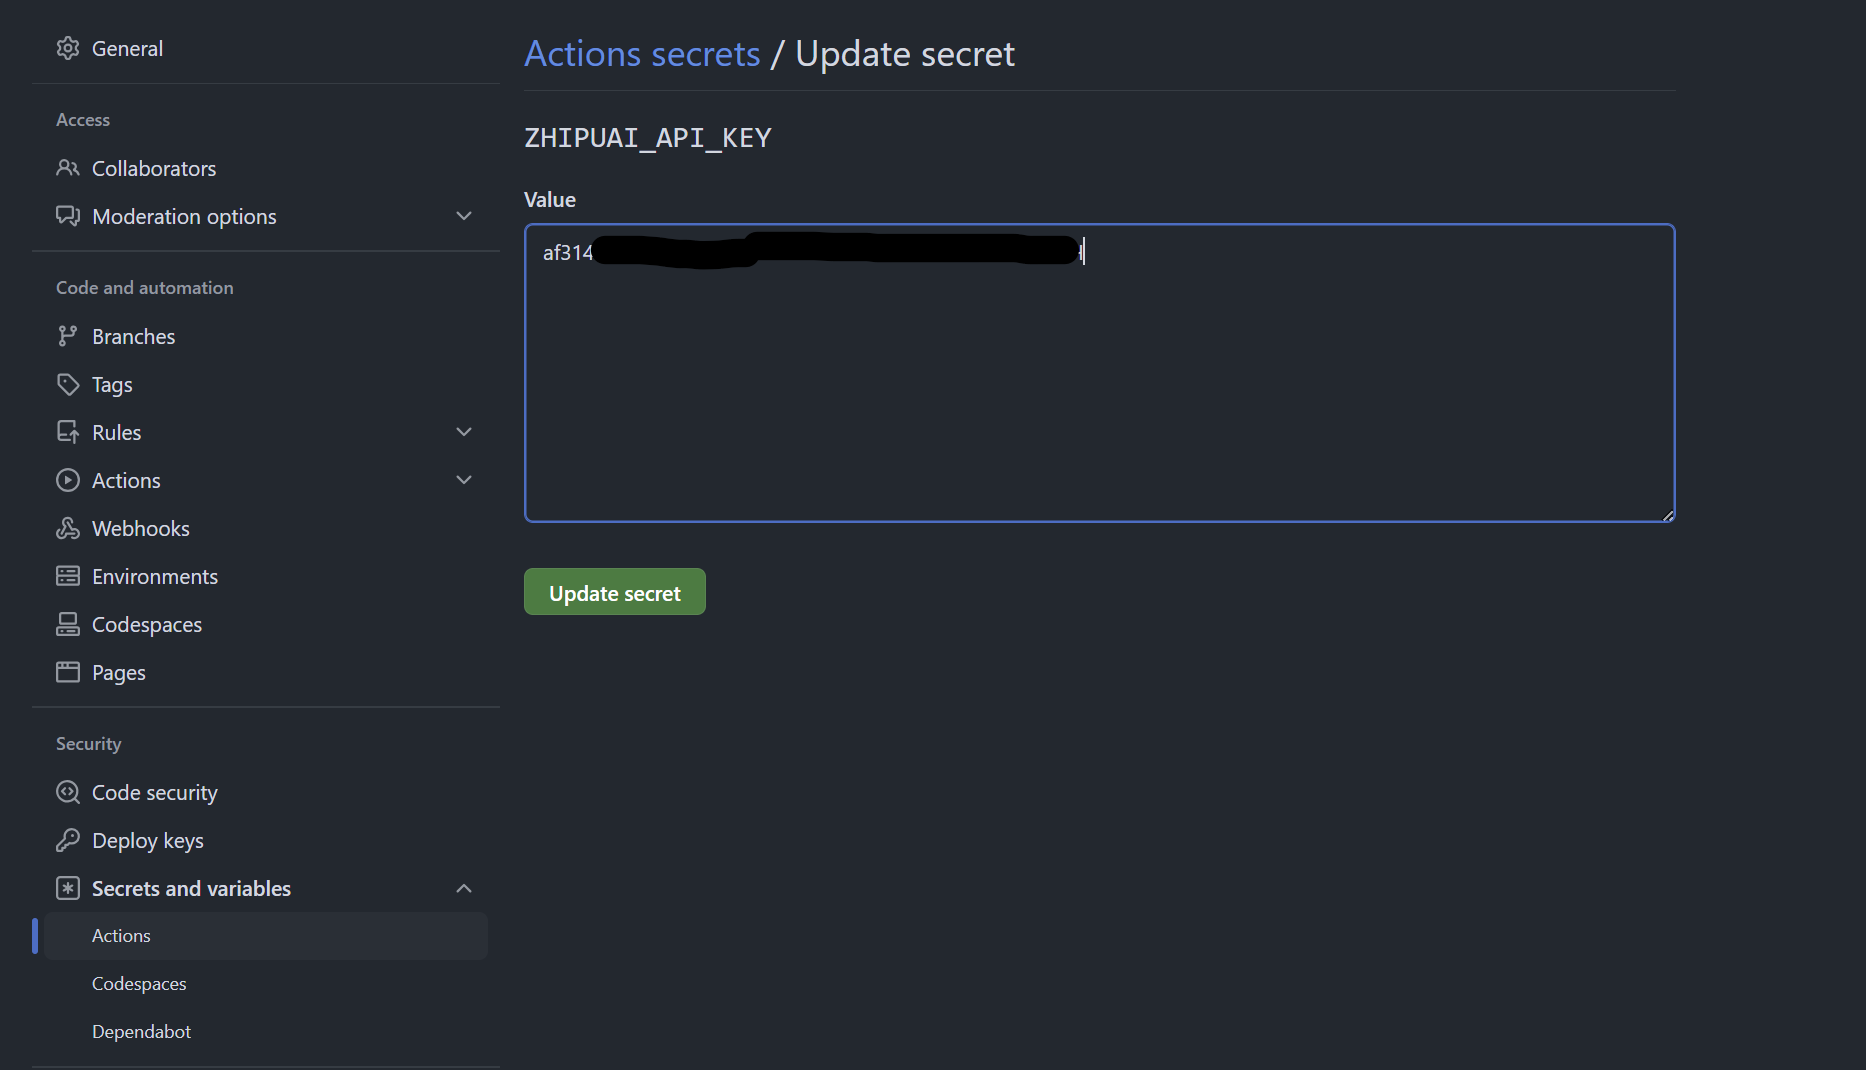 General
Access
Collaborators
Moderation options
Code and automation
Branches
Tags
Rules
Actions
Webhooks
Environments
Codespaces
Pages
Security
Code security
Deploy keys
Secrets and variables
Actions
Codespaces
Dependabot
Actions secrets / Update secret
ZHIPUAI_API_KEY
Value
af314
Update secret